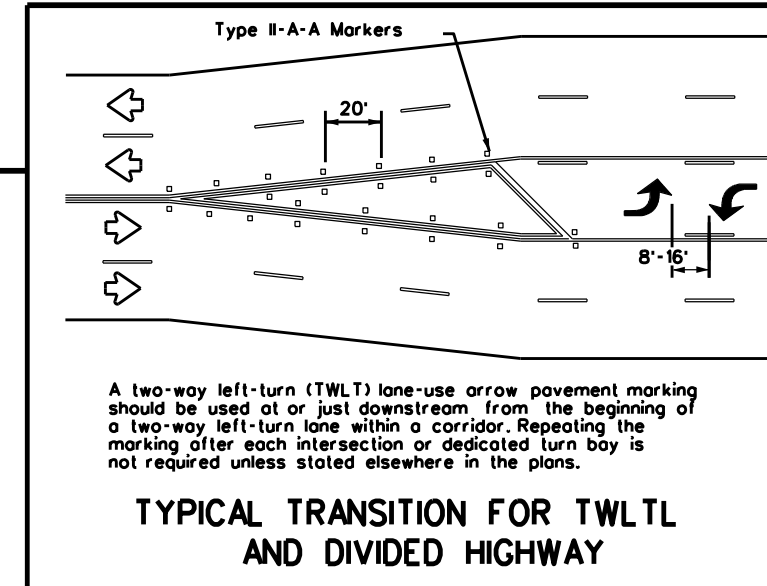 Type II-A-A Markers
20'
8'-16'
A two-way left-turn (TWLT) lane-use arrow pavement marking
should be used at or just downstream from the beginning of
a two-way left-turn lane within a corridor. Repeating the
marking after each intersection or dedicated turn bay is
not required unless stated elsewhere in the plans.
TYPICAL TRANSITION FOR TWLTL
AND DIVIDED HIGHWAY